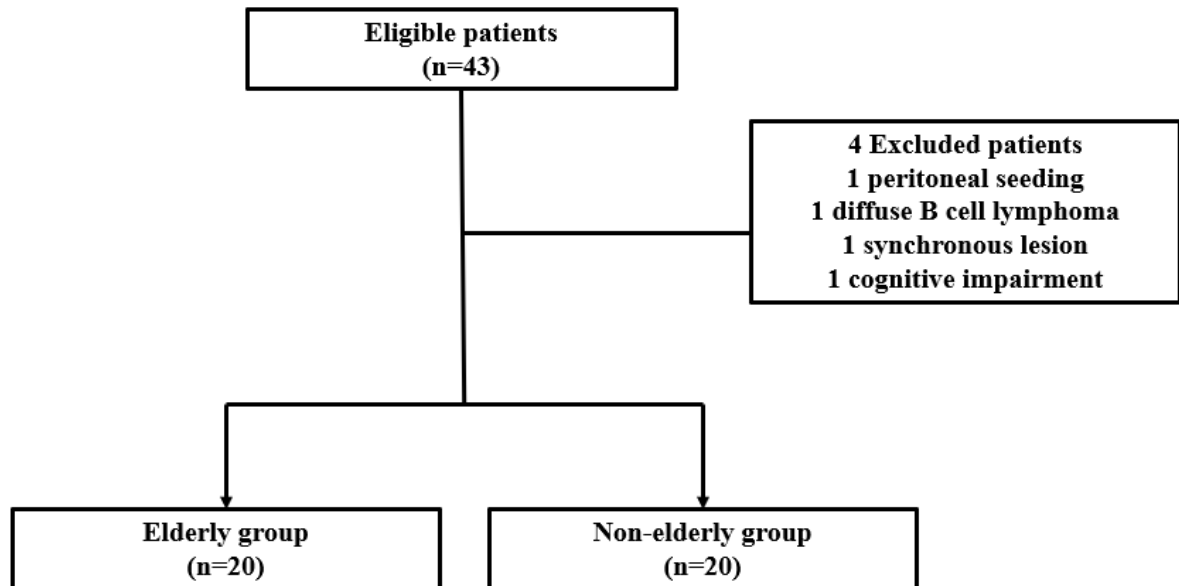 Eligible patients
(n=43)
4 Excluded patients
1 peritoneal seeding
1 diffuse B cell lymphoma
1 synchronous lesion
1 cognitive impairment
Elderly group
(n=20)
Non-elderly group
(n=20)